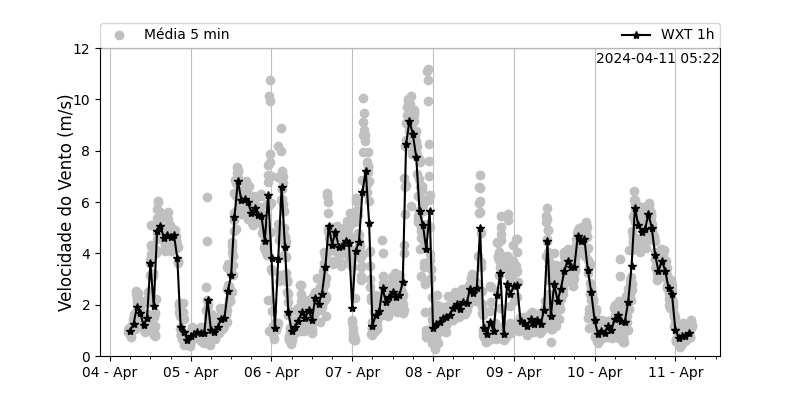 Média 5 min
WXT 1h
2024-04-11 05:22
Velocidade do Vento (m/s)
12
10
8
6
4
2
0
04 - Apr
05 - Apr
06 - Apr
07 - Apr
08 - Apr
09 - Apr
10 - Apr
11 - Apr